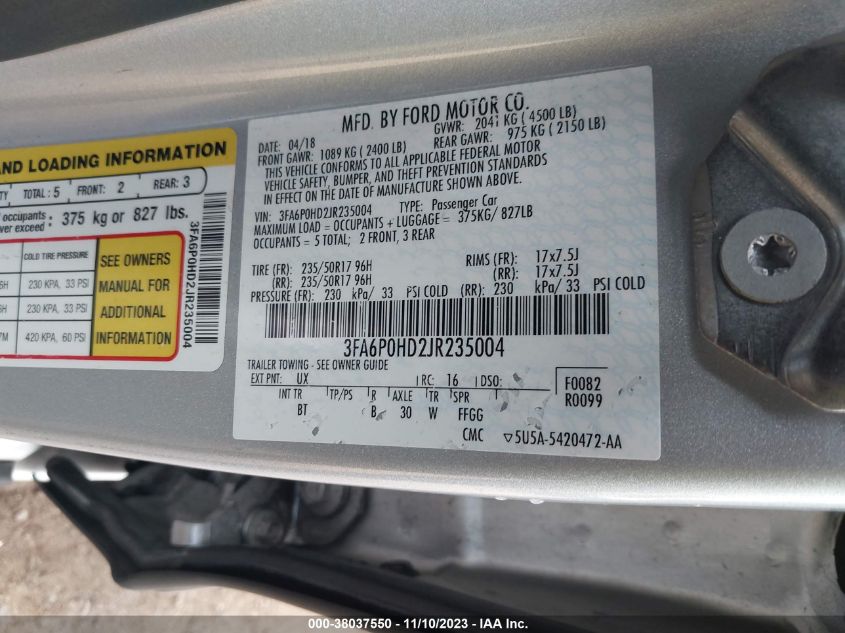 AND LOADING INFORMATION
TOTAL: 5 FRONT: 2 REAR: 3
occupants 375 kg or 827 lbs.
ver exceed :
COLD TIRE PRESSURE
230 KPA, 33 PSI
230 KPA, 33 PSI
420 KPA, 60 PSI
SEE OWNERS
MANUAL FOR
ADDITIONAL
INFORMATION
3FA6P0HD2JR235004
MFD. BY FORD MOTOR CO.
DATE: 04/18 GVWR: 2041 KG ( 4500 LB)
FRONT GAWR: 1089 KG ( 2400 LB) REAR GAWR: 975 KG ( 2150 LB)
THIS VEHICLE CONFORMS TO ALL APPLICABLE FEDERAL MOTOR
VEHICLE SAFETY, BUMPER, AND THEFT PREVENTION STANDARDS
IN EFFECT ON THE DATE OF MANUFACTURE SHOWN ABOVE.
VIN: 3FA6P0HD2JR235004 TYPE: Passenger Car
MAXIMUM LOAD = OCCUPANTS + LUGGAGE = 375KG/ 827LB
OCCUPANTS = 5 TOTAL; 2 FRONT, 3 REAR
TIRE (FR): 235/50R17 96H RIMS (FR): 17x7.5J
(RR): 235/50R17 96H (RR): 17x7.5J
PRESSURE (FR): 230 kPa/ 33 PSI COLD (RR): 230 kPa/ 33 PSI COLD
3FA6P0HD2JR235004
TRAILER TOWING - SEE OWNER GUIDE
EXT PNT: UX RC: 16 DSO: F0082
INT TR TP/PS R AXLE TR SPR R0099
BT B 30 W FFGG
CMC ▽5U5A-5420472-AA
000-38037550 - 11/10/2023 - IAA Inc.